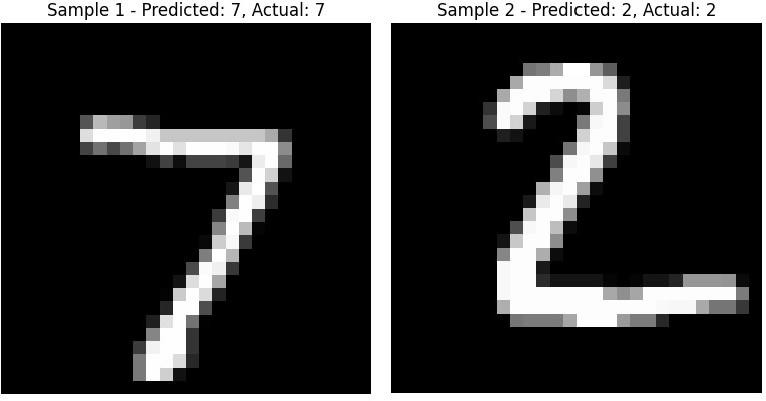 Sample 1 - Predicted: 7, Actual: 7
Sample 2 - Predicted: 2, Actual: 2
7
2